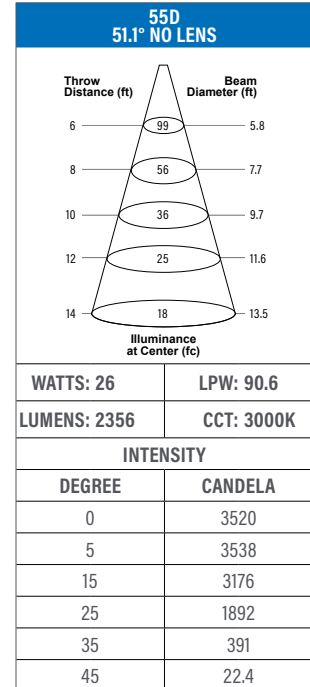 55D
51.1° NO LENS
Throw Distance (ft)
Beam Diameter (ft)
6 99 5.8
8 56 7.7
10 36 9.7
12 25 11.6
14 18 13.5
Illuminance
at Center (fc)
WATTS: 26 LPW: 90.6
LUMENS: 2356 CCT: 3000K
INTENSITY
DEGREE CANDELA
0 3520
5 3538
15 3176
25 1892
35 391
45 22.4